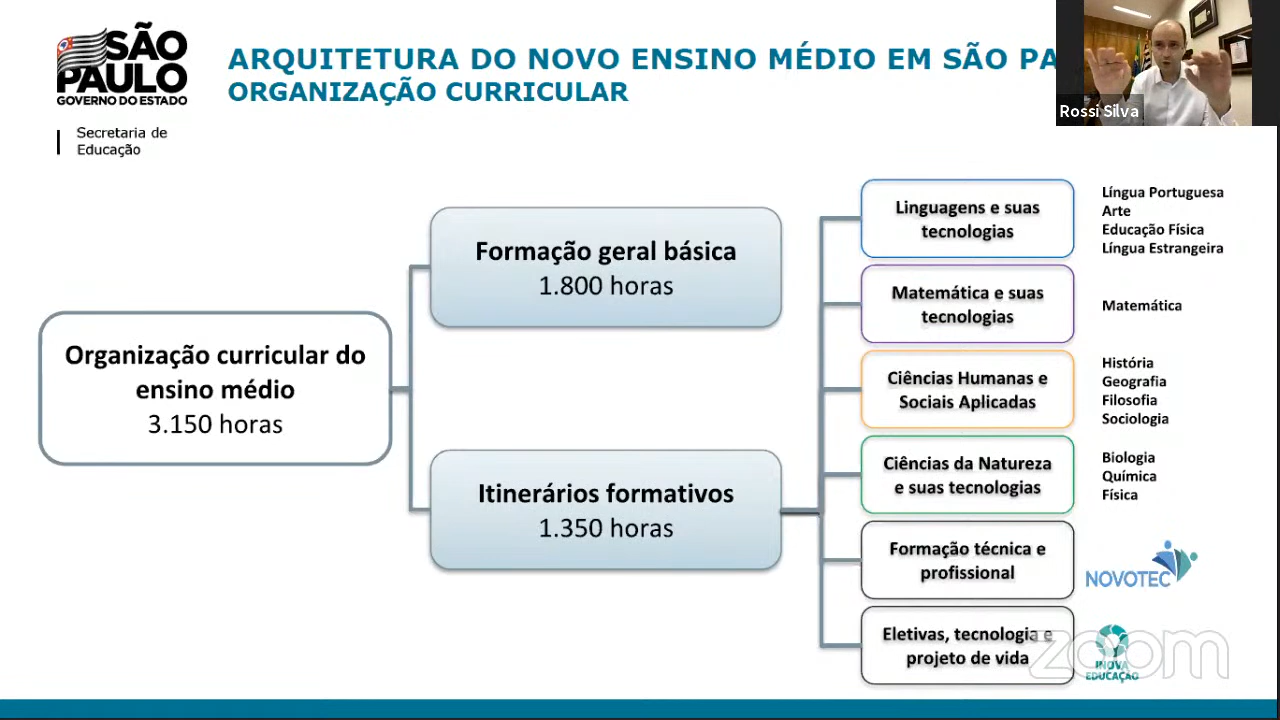 SÃO
PAULO
GOVERNO DO ESTADO
Secretaria de
Educação
ARQUITETURA DO NOVO ENSINO MÉDIO EM SÃO PA
ORGANIZAÇÃO CURRICULAR
Rossi Silva
Organização curricular do
ensino médio
3.150 horas
Formação geral básica
1.800 horas
Itinerários formativos
1.350 horas
Linguagens e suas
tecnologias
Língua Portuguesa
Arte
Educação Física
Língua Estrangeira
Matemática e suas
tecnologias
Matemática
Ciências Humanas e
Sociais Aplicadas
História
Geografia
Filosofia
Sociologia
Ciências da Natureza
e suas tecnologias
Biologia
Química
Física
Formação técnica e
profissional
NOVOTEC
Eletivas, tecnologia e
projeto de vida
INOVA
EDUCAÇÃO
zoom